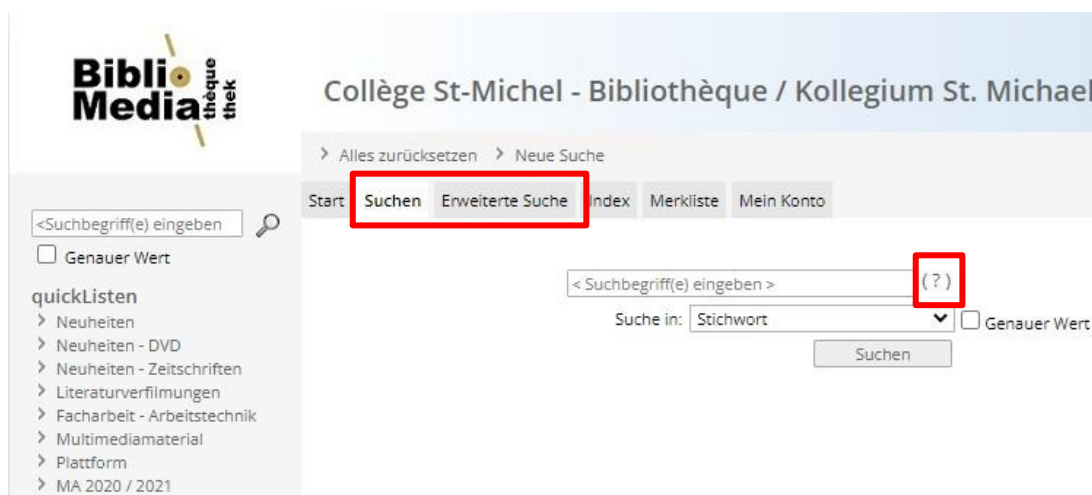 Biblio
Media
thèque
thek
Collège St-Michel - Bibliothèque / Kollegium St. Michael
> Alles zurücksetzen > Neue Suche
Start Suchen Erweiterte Suche Index Merkliste Mein Konto
<Suchbegriff(e) eingeben
Genauer Wert
quickListen
> Neuheiten
> Neuheiten - DVD
> Neuheiten - Zeitschriften
> Literaturverfilmungen
> Facharbeit - Arbeitstechnik
> Multimediamaterial
> Plattform
> MA 2020 / 2021
< Suchbegriff(e) eingeben > ( ? )
Suche in: Stichwort Genauer Wert
Suchen